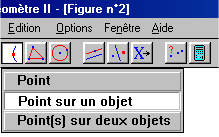 omètre II - [Figure n°2]
Edition Options Fenêtre Aide
Point
Point sur un objet
Point(s) sur deux objets